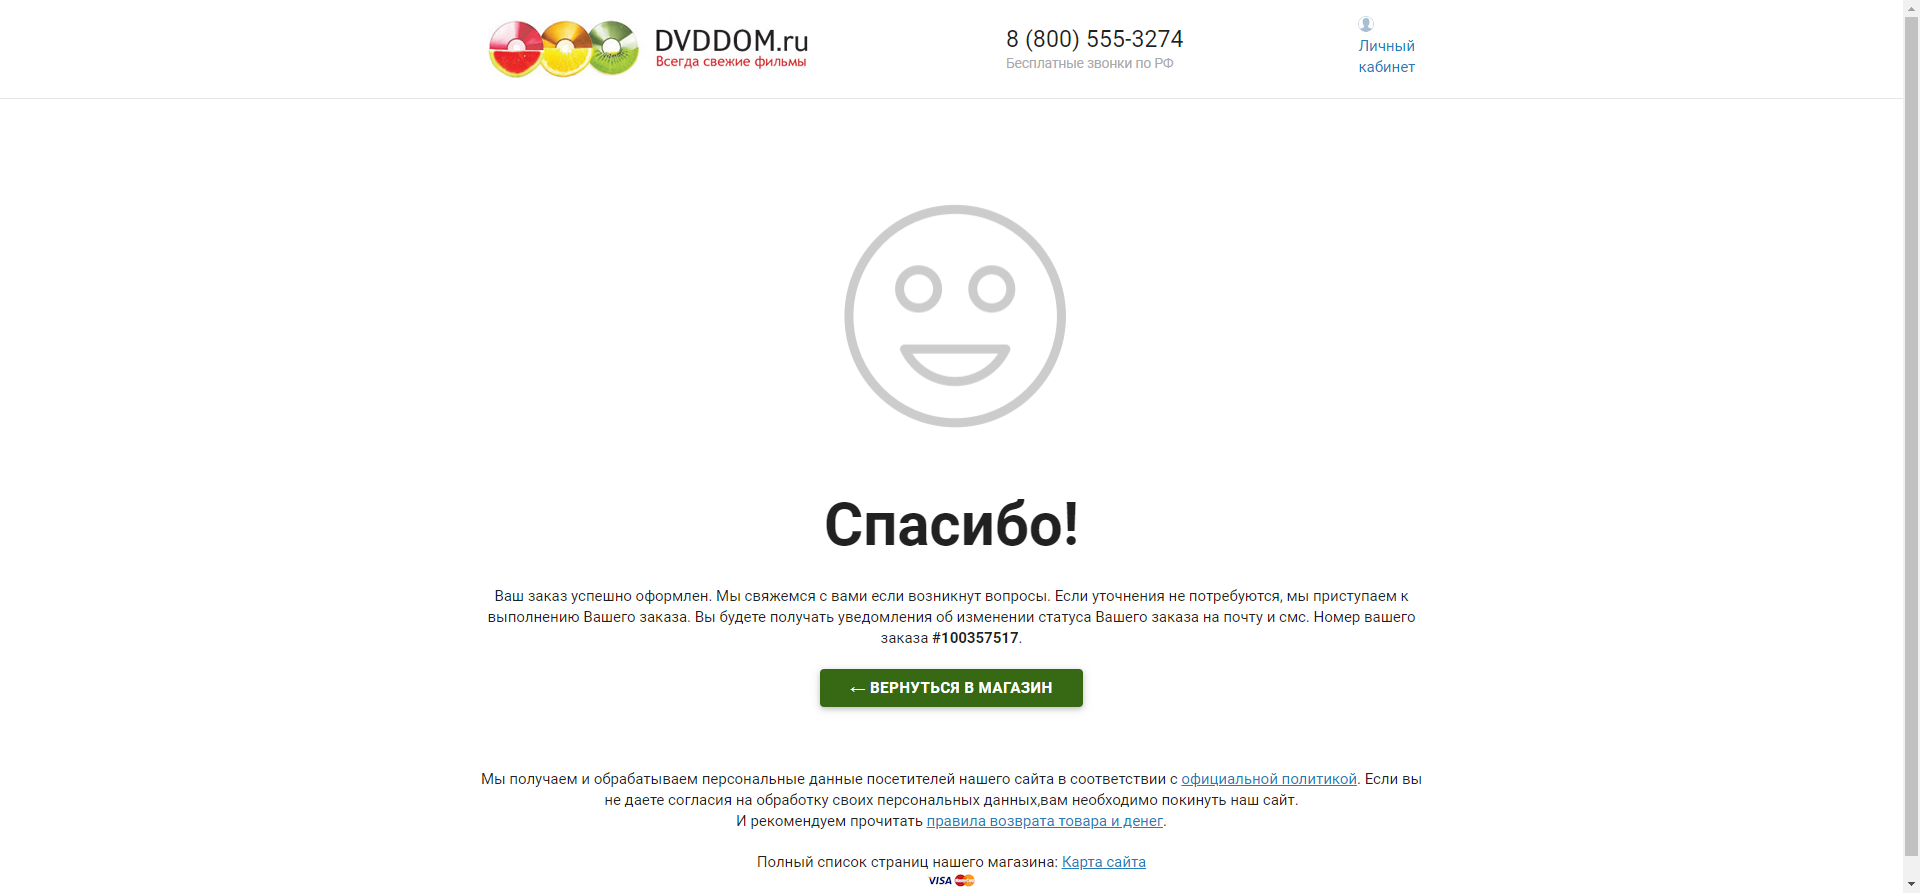 DVDDOM.ru
Всегда свежие фильмы
8 (800) 555-3274
Бесплатные звонки по РФ
Личный
кабинет
Спасибо!
Ваш заказ успешно оформлен. Мы свяжемся с вами если возникнут вопросы. Если уточнения не потребуются, мы приступаем к
выполнению Вашего заказа. Вы будете получать уведомления об изменении статуса Вашего заказа на почту и смс. Номер вашего
заказа #100357517.
← ВЕРНУТЬСЯ В МАГАЗИН
Мы получаем и обрабатываем персональные данные посетителей нашего сайта в соответствии с официальной политикой. Если вы
не даете согласия на обработку своих персональных данных,вам необходимо покинуть наш сайт.
И рекомендуем прочитать правила возврата товара и денег.
Полный список страниц нашего магазина: Карта сайта
VISA MasterCard